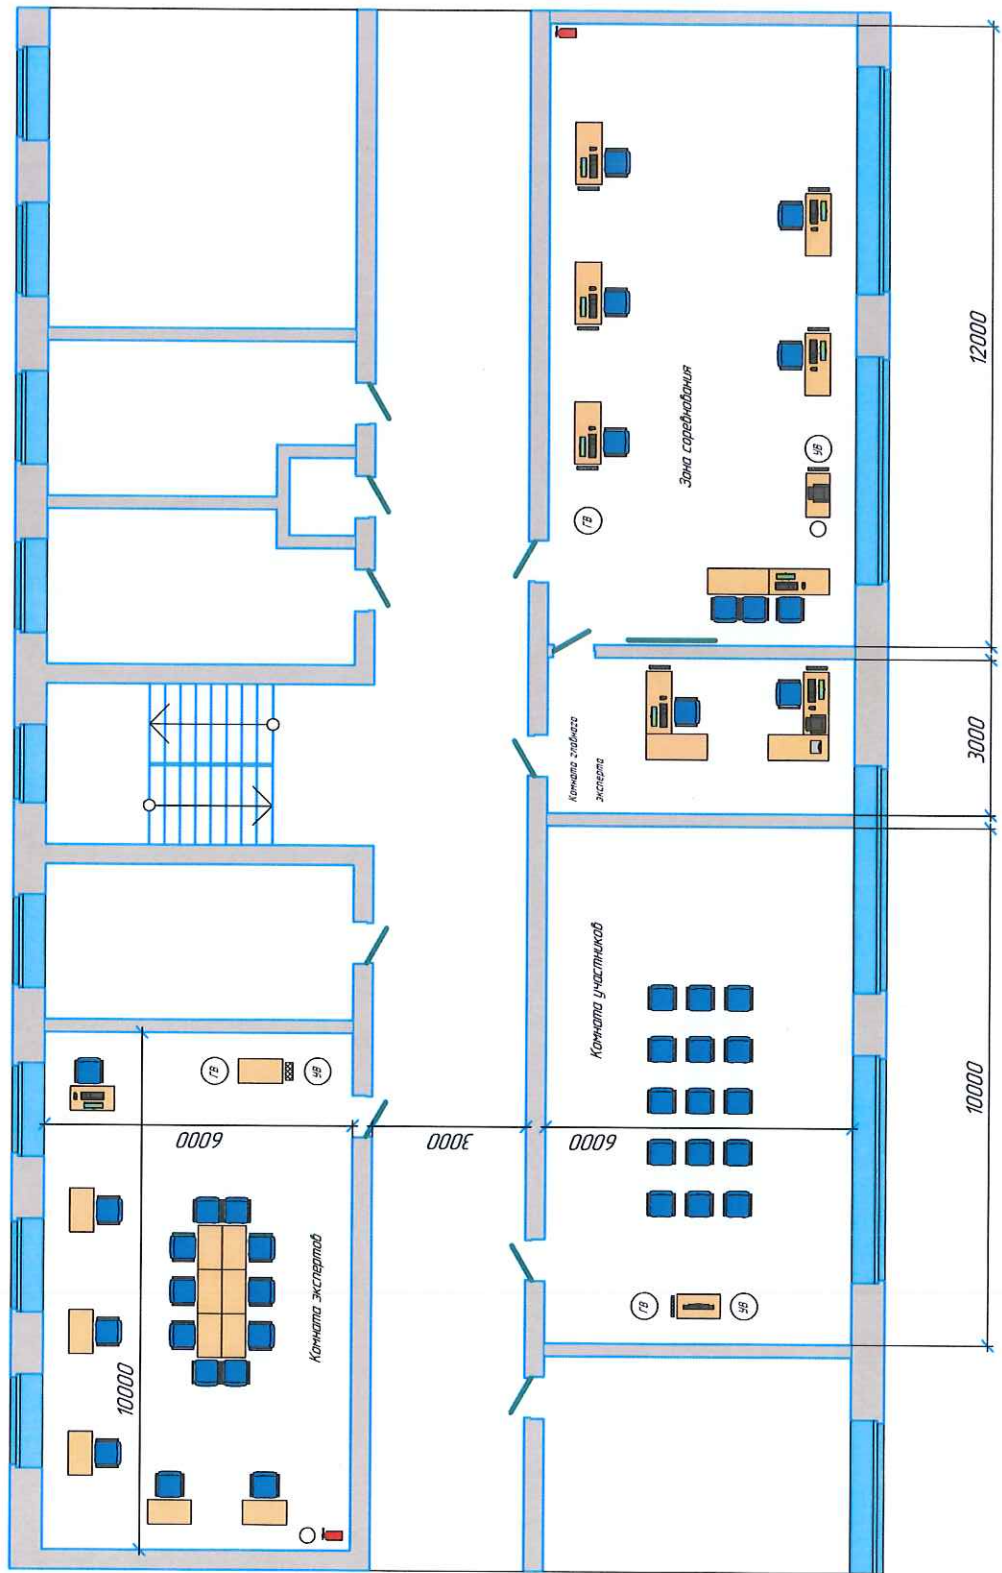 Зона соревнования
12000
ГВ
УВ
Комната главного
эксперта
3000
Комната участников
10000
ГВ
УВ
6000
3000
6000
ГВ
УВ
Комната экспертов
10000